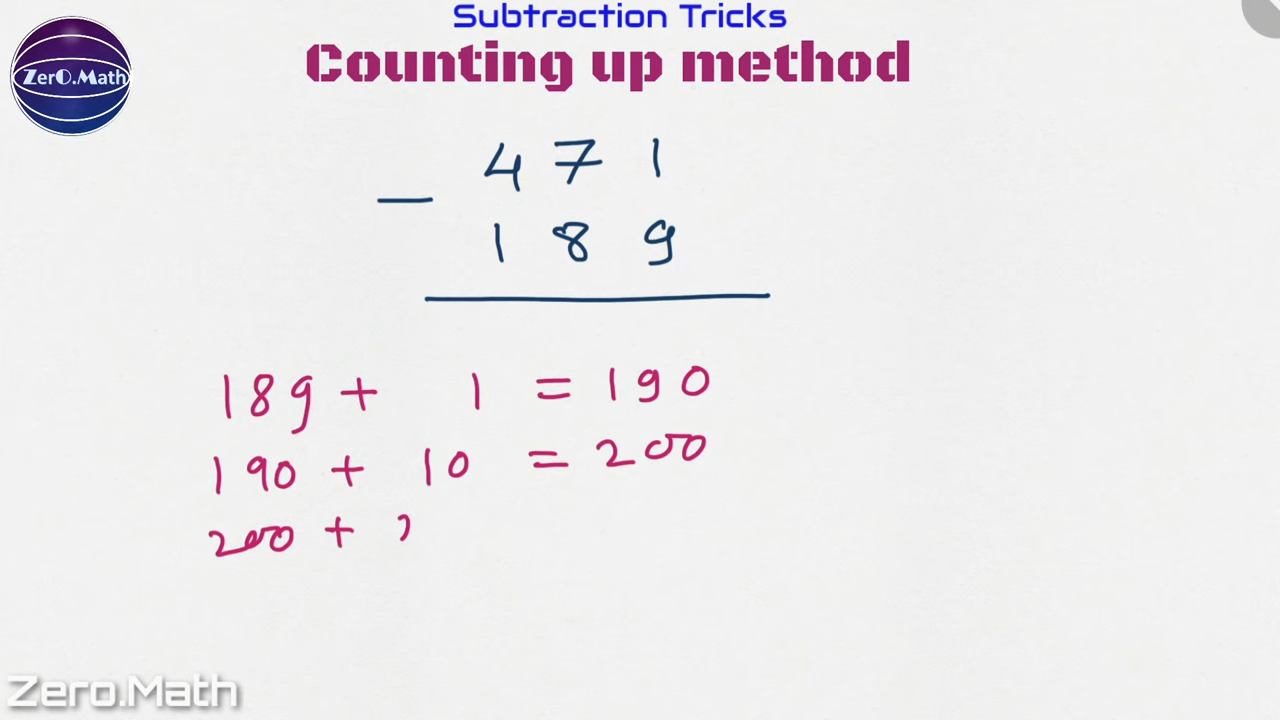 Subtraction Tricks
ZerO.Math
Counting up method
4 7 1
−
1 8 9
189 + 1 = 190
190 + 10 = 200
200 +
Zero.Math